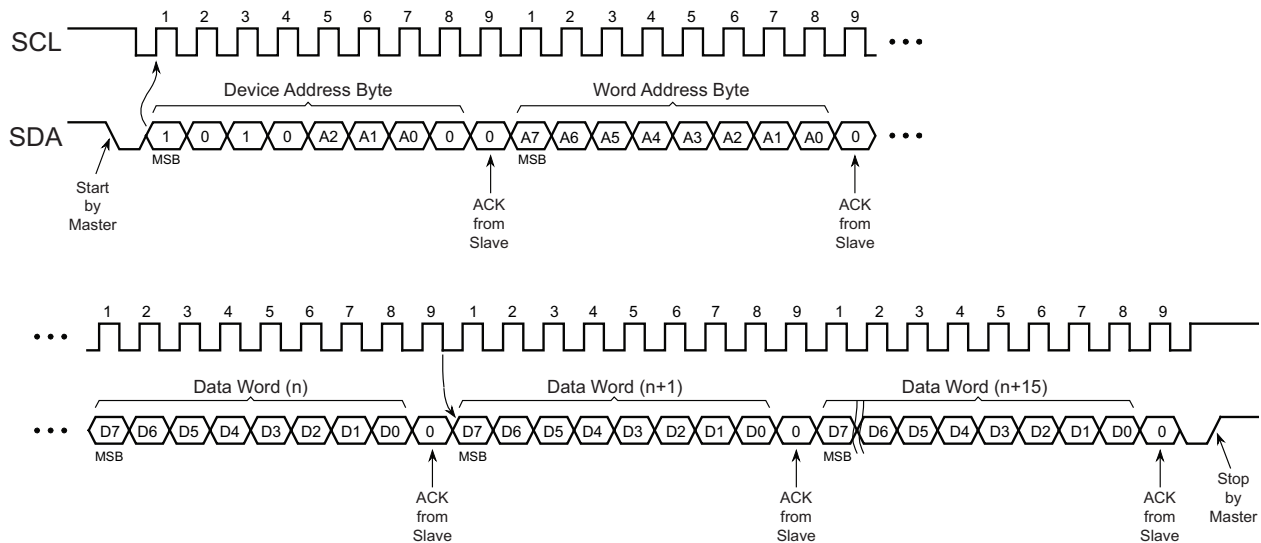 1 2 3 4 5 6 7 8 9 1 2 3 4 5 6 7 8 9
SCL
Device Address Byte Word Address Byte
SDA 1 0 1 0 A2 A1 A0 0 0 A7 A6 A5 A4 A3 A2 A1 A0 0
MSB MSB
Start
by
Master
ACK
from
Slave
ACK
from
Slave
1 2 3 4 5 6 7 8 9 1 2 3 4 5 6 7 8 9 1 2 3 4 5 6 7 8 9
Data Word (n) Data Word (n+1) Data Word (n+15)
D7 D6 D5 D4 D3 D2 D1 D0 0 D7 D6 D5 D4 D3 D2 D1 D0 0 D7 D6 D5 D4 D3 D2 D1 D0 0
MSB MSB MSB
ACK
from
Slave
ACK
from
Slave
ACK
from
Slave
Stop
by
Master